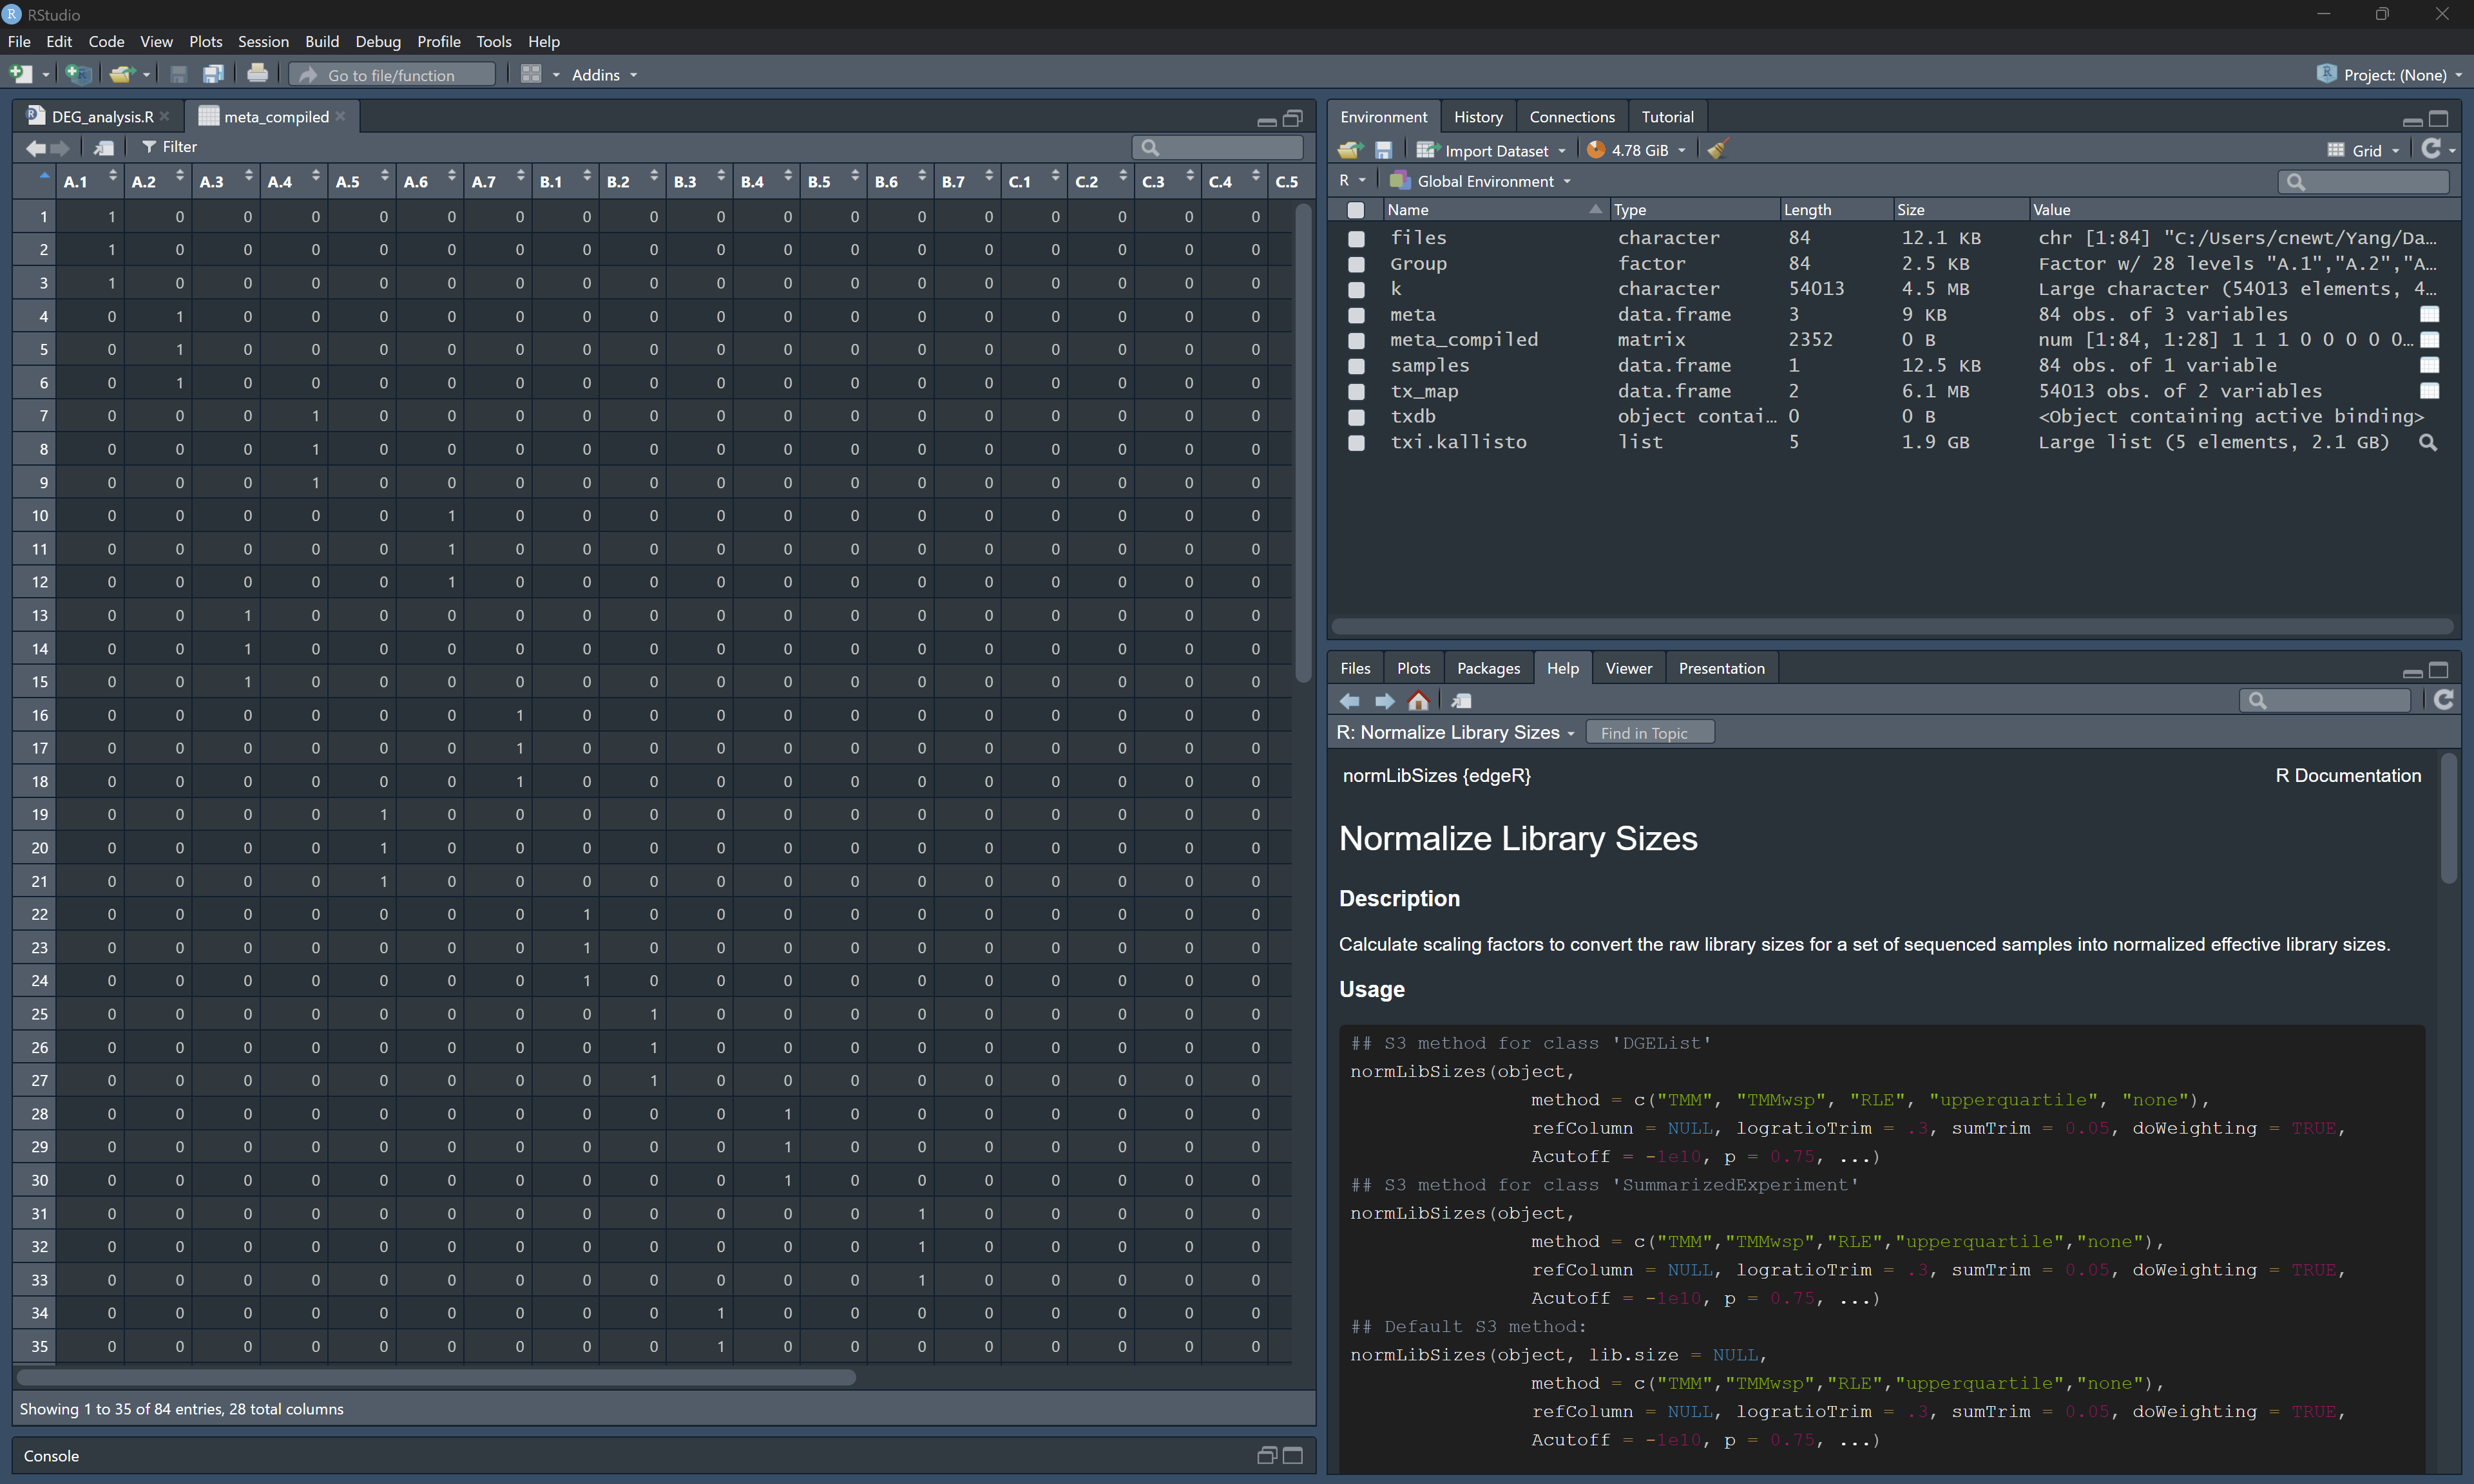 RStudio
File Edit Code View Plots Session Build Debug Profile Tools Help
Go to file/function Addins Project: (None)
DEG_analysis.R meta_compiled
Filter
A.1 A.2 A.3 A.4 A.5 A.6 A.7 B.1 B.2 B.3 B.4 B.5 B.6 B.7 C.1 C.2 C.3 C.4 C.5
1 1 0 0 0 0 0 0 0 0 0 0 0 0 0 0 0 0 0
2 1 0 0 0 0 0 0 0 0 0 0 0 0 0 0 0 0 0
3 1 0 0 0 0 0 0 0 0 0 0 0 0 0 0 0 0 0
4 0 1 0 0 0 0 0 0 0 0 0 0 0 0 0 0 0 0
5 0 1 0 0 0 0 0 0 0 0 0 0 0 0 0 0 0 0
6 0 1 0 0 0 0 0 0 0 0 0 0 0 0 0 0 0 0
7 0 0 0 1 0 0 0 0 0 0 0 0 0 0 0 0 0 0
8 0 0 0 1 0 0 0 0 0 0 0 0 0 0 0 0 0 0
9 0 0 0 1 0 0 0 0 0 0 0 0 0 0 0 0 0 0
10 0 0 0 0 0 1 0 0 0 0 0 0 0 0 0 0 0 0
11 0 0 0 0 0 1 0 0 0 0 0 0 0 0 0 0 0 0
12 0 0 0 0 0 1 0 0 0 0 0 0 0 0 0 0 0 0
13 0 0 1 0 0 0 0 0 0 0 0 0 0 0 0 0 0 0
14 0 0 1 0 0 0 0 0 0 0 0 0 0 0 0 0 0 0
15 0 0 1 0 0 0 0 0 0 0 0 0 0 0 0 0 0 0
16 0 0 0 0 0 0 1 0 0 0 0 0 0 0 0 0 0 0
17 0 0 0 0 0 0 1 0 0 0 0 0 0 0 0 0 0 0
18 0 0 0 0 0 0 1 0 0 0 0 0 0 0 0 0 0 0
19 0 0 0 0 1 0 0 0 0 0 0 0 0 0 0 0 0 0
20 0 0 0 0 1 0 0 0 0 0 0 0 0 0 0 0 0 0
21 0 0 0 0 1 0 0 0 0 0 0 0 0 0 0 0 0 0
22 0 0 0 0 0 0 0 1 0 0 0 0 0 0 0 0 0 0
23 0 0 0 0 0 0 0 1 0 0 0 0 0 0 0 0 0 0
24 0 0 0 0 0 0 0 1 0 0 0 0 0 0 0 0 0 0
25 0 0 0 0 0 0 0 0 1 0 0 0 0 0 0 0 0 0
26 0 0 0 0 0 0 0 0 1 0 0 0 0 0 0 0 0 0
27 0 0 0 0 0 0 0 0 1 0 0 0 0 0 0 0 0 0
28 0 0 0 0 0 0 0 0 0 0 1 0 0 0 0 0 0 0
29 0 0 0 0 0 0 0 0 0 0 1 0 0 0 0 0 0 0
30 0 0 0 0 0 0 0 0 0 0 1 0 0 0 0 0 0 0
31 0 0 0 0 0 0 0 0 0 0 0 0 1 0 0 0 0 0
32 0 0 0 0 0 0 0 0 0 0 0 0 1 0 0 0 0 0
33 0 0 0 0 0 0 0 0 0 0 0 0 1 0 0 0 0 0
34 0 0 0 0 0 0 0 0 0 1 0 0 0 0 0 0 0 0
35 0 0 0 0 0 0 0 0 0 1 0 0 0 0 0 0 0 0
Showing 1 to 35 of 84 entries, 28 total columns
Console
Environment History Connections Tutorial
Import Dataset 4.78 GiB Grid
R Global Environment
Name Type Length Size Value
files character 84 12.1 KB chr [1:84] "C:/Users/cnewt/Yang/Da…
Group factor 84 2.5 KB Factor w/ 28 levels "A.1","A.2","A…
k character 54013 4.5 MB Large character (54013 elements, 4…
meta data.frame 3 9 KB 84 obs. of 3 variables
meta_compiled matrix 2352 0 B num [1:84, 1:28] 1 1 1 0 0 0 0 0…
samples data.frame 1 12.5 KB 84 obs. of 1 variable
tx_map data.frame 2 6.1 MB 54013 obs. of 2 variables
txdb object contai… 0 0 B <Object containing active binding>
txi.kallisto list 5 1.9 GB Large list (5 elements, 2.1 GB)
Files Plots Packages Help Viewer Presentation
R: Normalize Library Sizes Find in Topic
normLibSizes {edgeR} R Documentation
Normalize Library Sizes
Description
Calculate scaling factors to convert the raw library sizes for a set of sequenced samples into normalized effective library sizes.
Usage
## S3 method for class 'DGEList'
normLibSizes(object,
method = c("TMM", "TMMwsp", "RLE", "upperquartile", "none"),
refColumn = NULL, logratioTrim = .3, sumTrim = 0.05, doWeighting = TRUE,
Acutoff = -1e10, p = 0.75, ...)
## S3 method for class 'SummarizedExperiment'
normLibSizes(object,
method = c("TMM","TMMwsp","RLE","upperquartile","none"),
refColumn = NULL, logratioTrim = .3, sumTrim = 0.05, doWeighting = TRUE,
Acutoff = -1e10, p = 0.75, ...)
## Default S3 method:
normLibSizes(object, lib.size = NULL,
method = c("TMM","TMMwsp","RLE","upperquartile","none"),
refColumn = NULL, logratioTrim = .3, sumTrim = 0.05, doWeighting = TRUE,
Acutoff = -1e10, p = 0.75, ...)